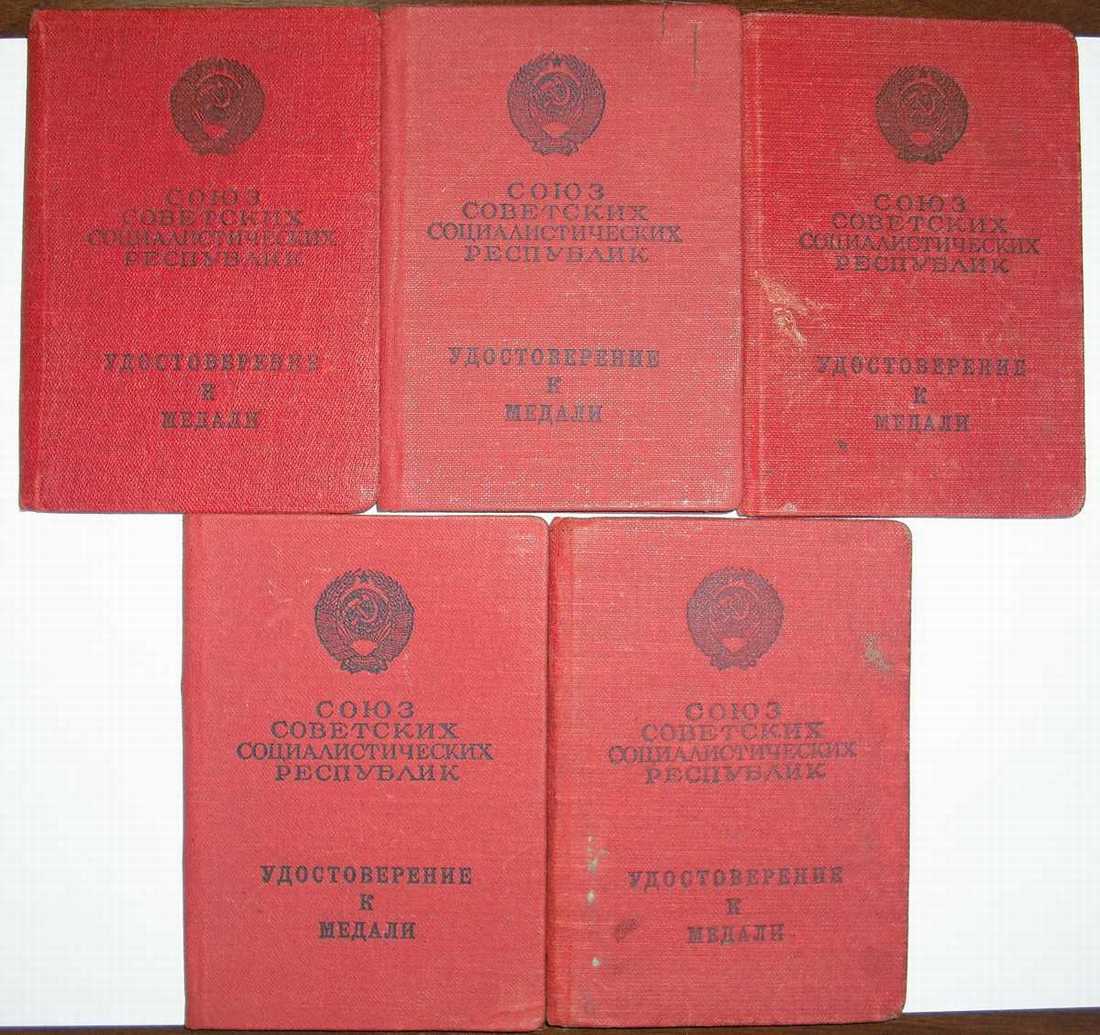 СОЮЗ
СОВЕТСКИХ
СОЦИАЛИСТИЧЕСКИХ
РЕСПУБЛИК
УДОСТОВЕРЕНИЕ
К
МЕДАЛИ
СОЮЗ
СОВЕТСКИХ
СОЦИАЛИСТИЧЕСКИХ
РЕСПУБЛИК
УДОСТОВЕРЕНИЕ
К
МЕДАЛИ
СОЮЗ
СОВЕТСКИХ
СОЦИАЛИСТИЧЕСКИХ
РЕСПУБЛИК
УДОСТОВЕРЕНИЕ
К
МЕДАЛИ
СОЮЗ
СОВЕТСКИХ
СОЦИАЛИСТИЧЕСКИХ
РЕСПУБЛИК
УДОСТОВЕРЕНИЕ
К
МЕДАЛИ
СОЮЗ
СОВЕТСКИХ
СОЦИАЛИСТИЧЕСКИХ
РЕСПУБЛИК
УДОСТОВЕРЕНИЕ
К
МЕДАЛИ